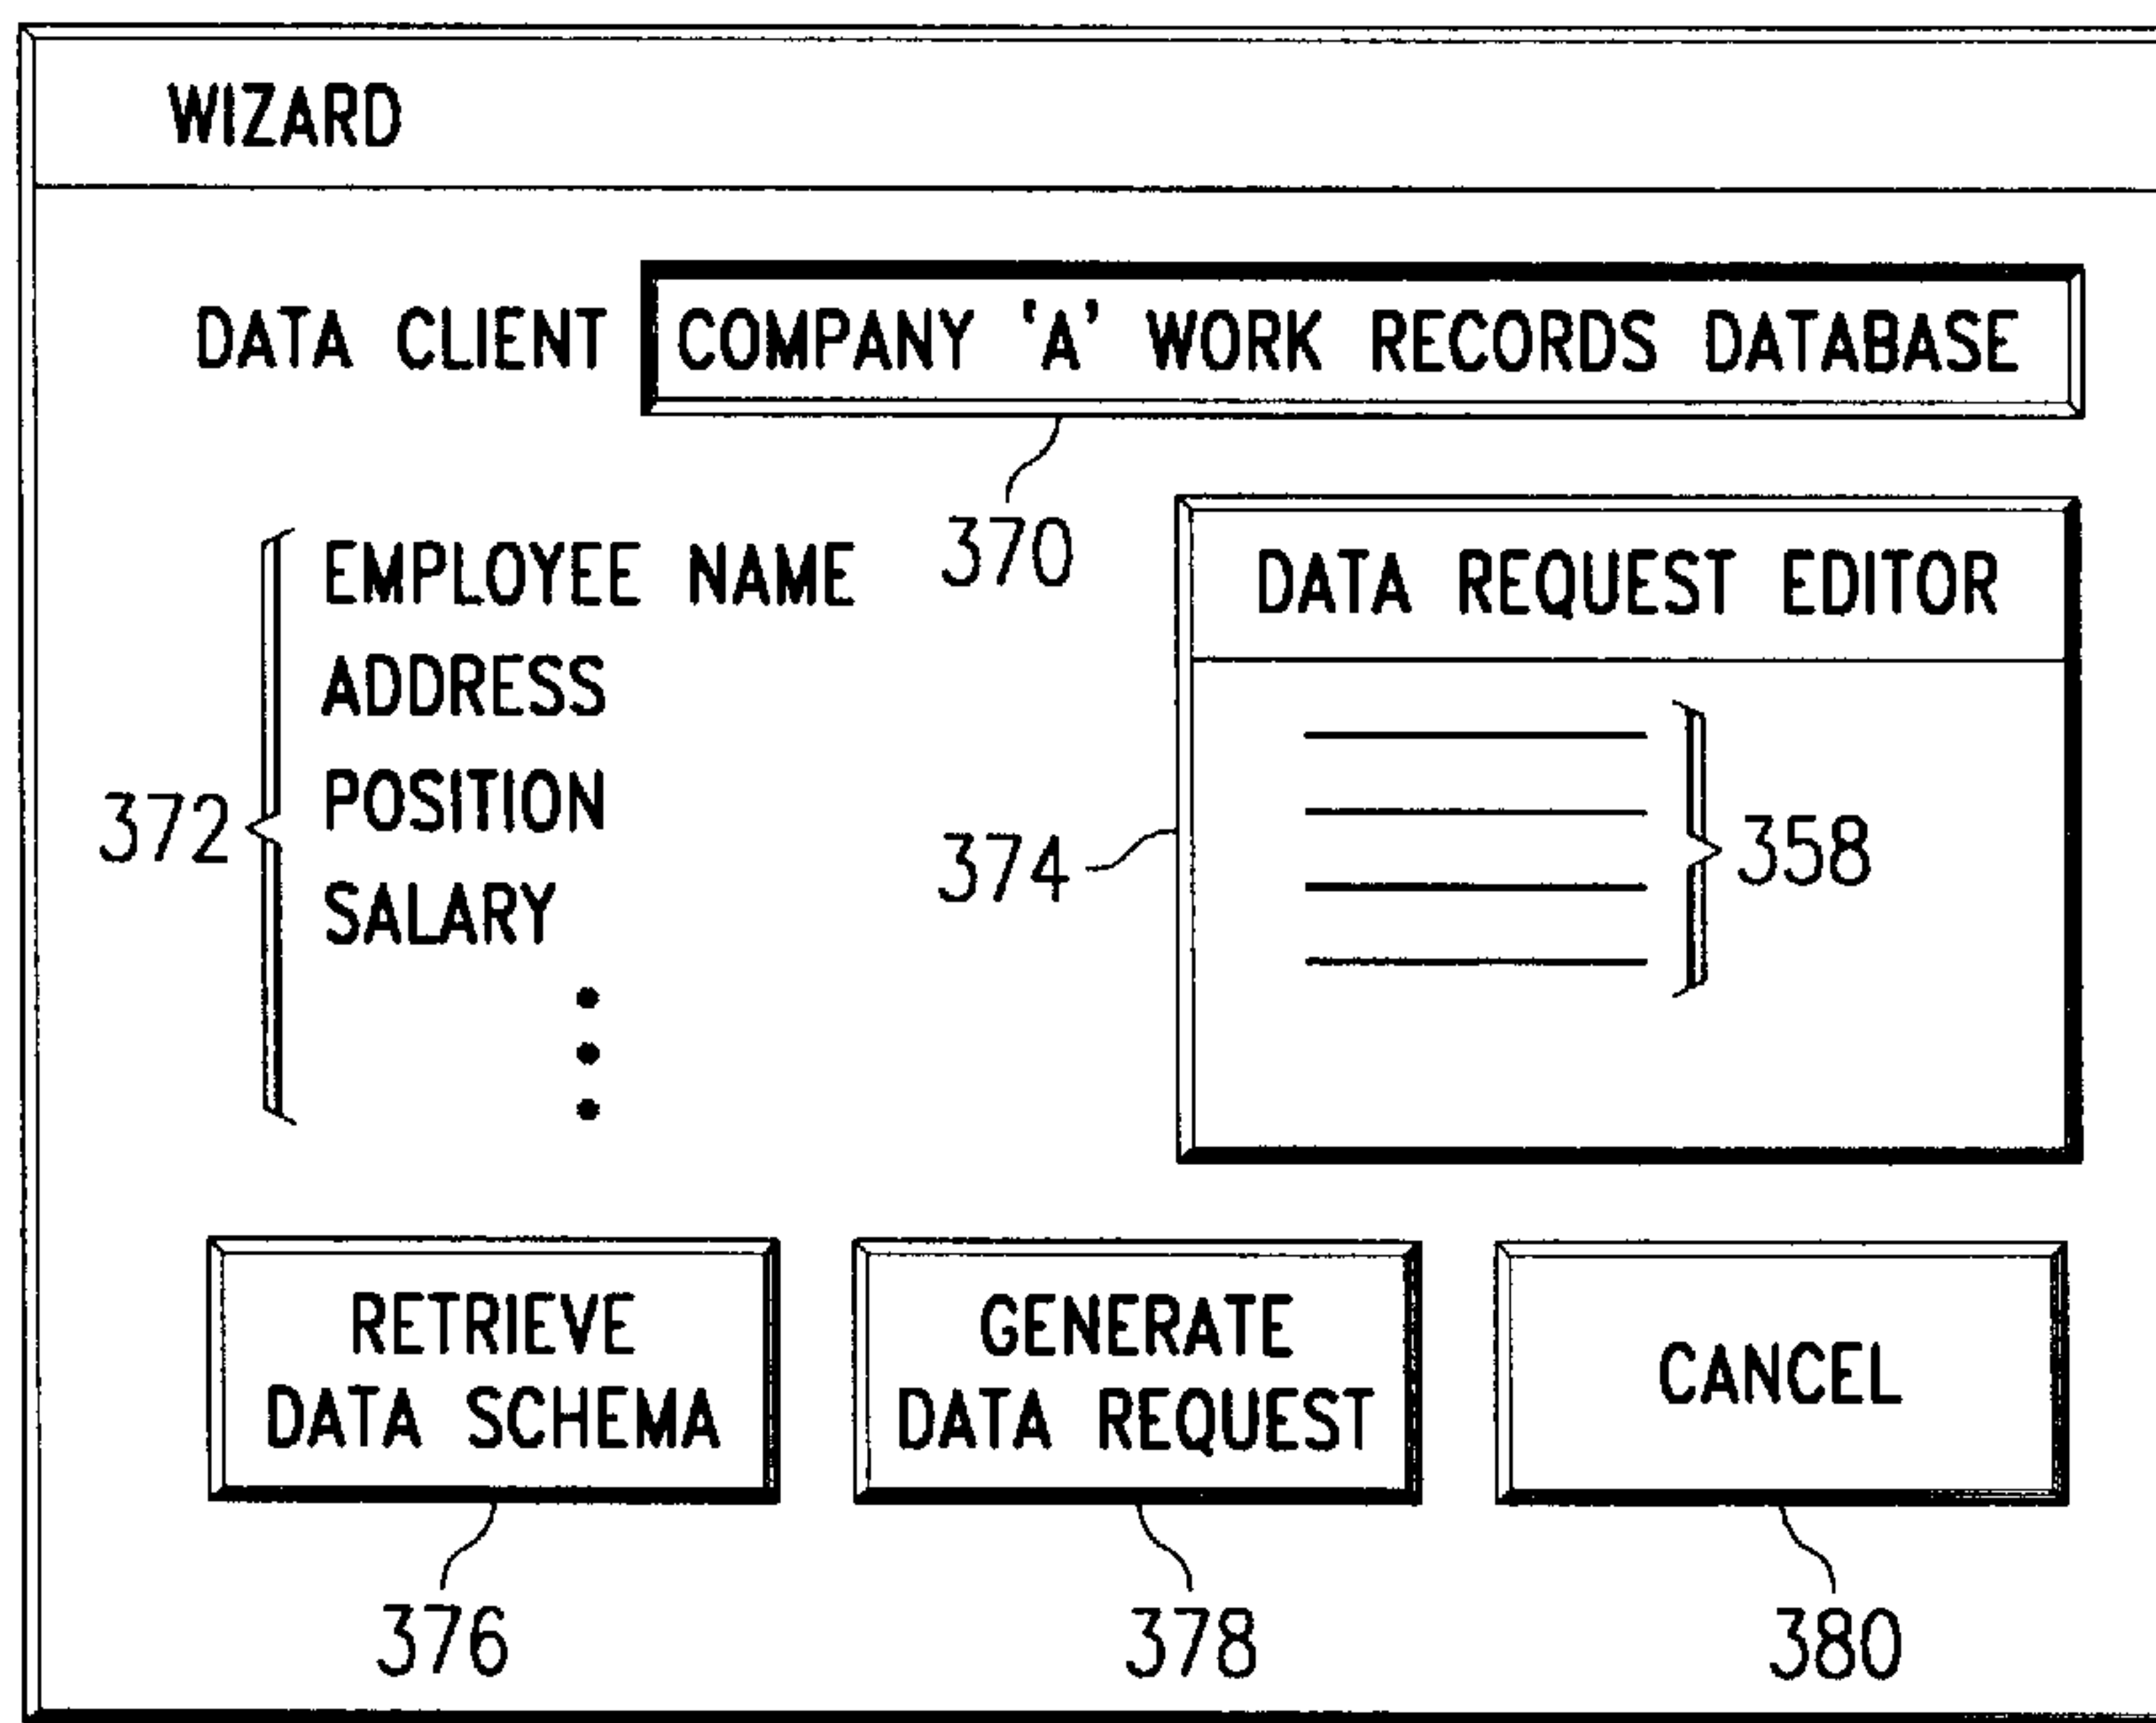 WIZARD
DATA CLIENT COMPANY 'A' WORK RECORDS DATABASE
370
EMPLOYEE NAME
ADDRESS
POSITION
SALARY
372
DATA REQUEST EDITOR
374
358
RETRIEVE
DATA SCHEMA
GENERATE
DATA REQUEST
CANCEL
376
378
380